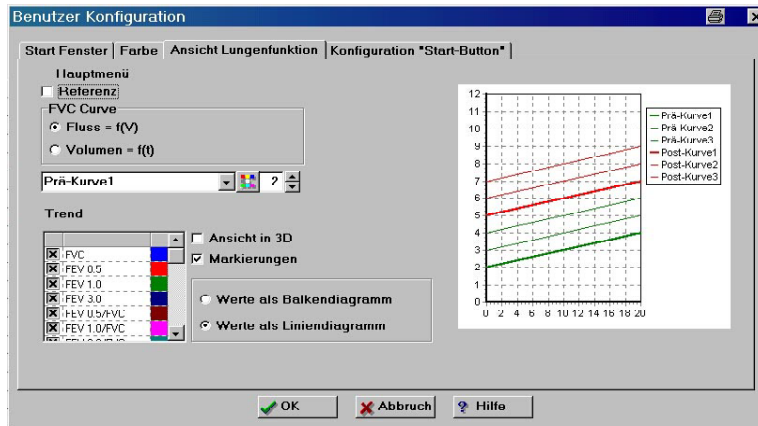 Benutzer Konfiguration
Start Fenster
Farbe
Ansicht Lungenfunktion
Konfiguration "Start-Button"
Hauptmenü
Referenz
FVC Curve
Fluss = f(V)
Volumen = f(t)
Prä-Kurve1
2
Trend
FVC
FEV 0.5
FEV 1.0
FEV 3.0
FEV 0.5/FVC
FEV 1.0/FVC
Ansicht in 3D
Markierungen
Werte als Balkendiagramm
Werte als Liniendiagramm
12
11
10
9
8
7
6
5
4
3
2
1
0
0 2 4 6 8 10 12 14 16 18 20
Prä-Kurve1
Prä Kurve2
Prä-Kurve3
Post-Kurve1
Post-Kurve2
Post-Kurve3
OK
Abbruch
Hilfe